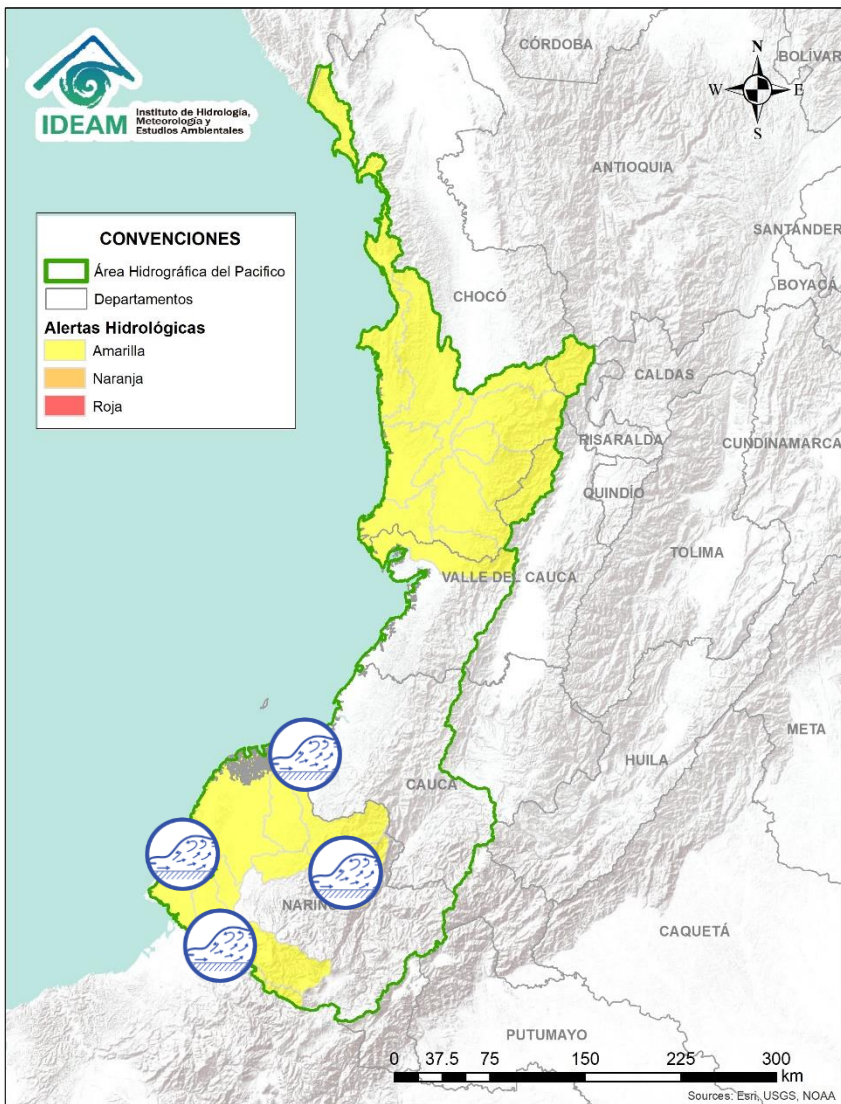 IDEAM
Instituto de Hidrología,
Meteorología y
Estudios Ambientales
CÓRDOBA
BOLÍVAR
N
W
E
S
ANTIOQUIA
SANTANDER
BOYACÁ
CONVENCIONES
Área Hidrográfica del Pacifico
Departamentos
Alertas Hidrológicas
Amarilla
Naranja
Roja
CHOCÓ
CALDAS
RISARALDA
CUNDINAMARCA
QUINDÍO
TOLIMA
VALLE DEL CAUCA
META
HUILA
CAUCA
NARIÑO
CAQUETÁ
PUTUMAYO
0 37.5 75 150 225 300
km
Sources: Esri, USGS, NOAA